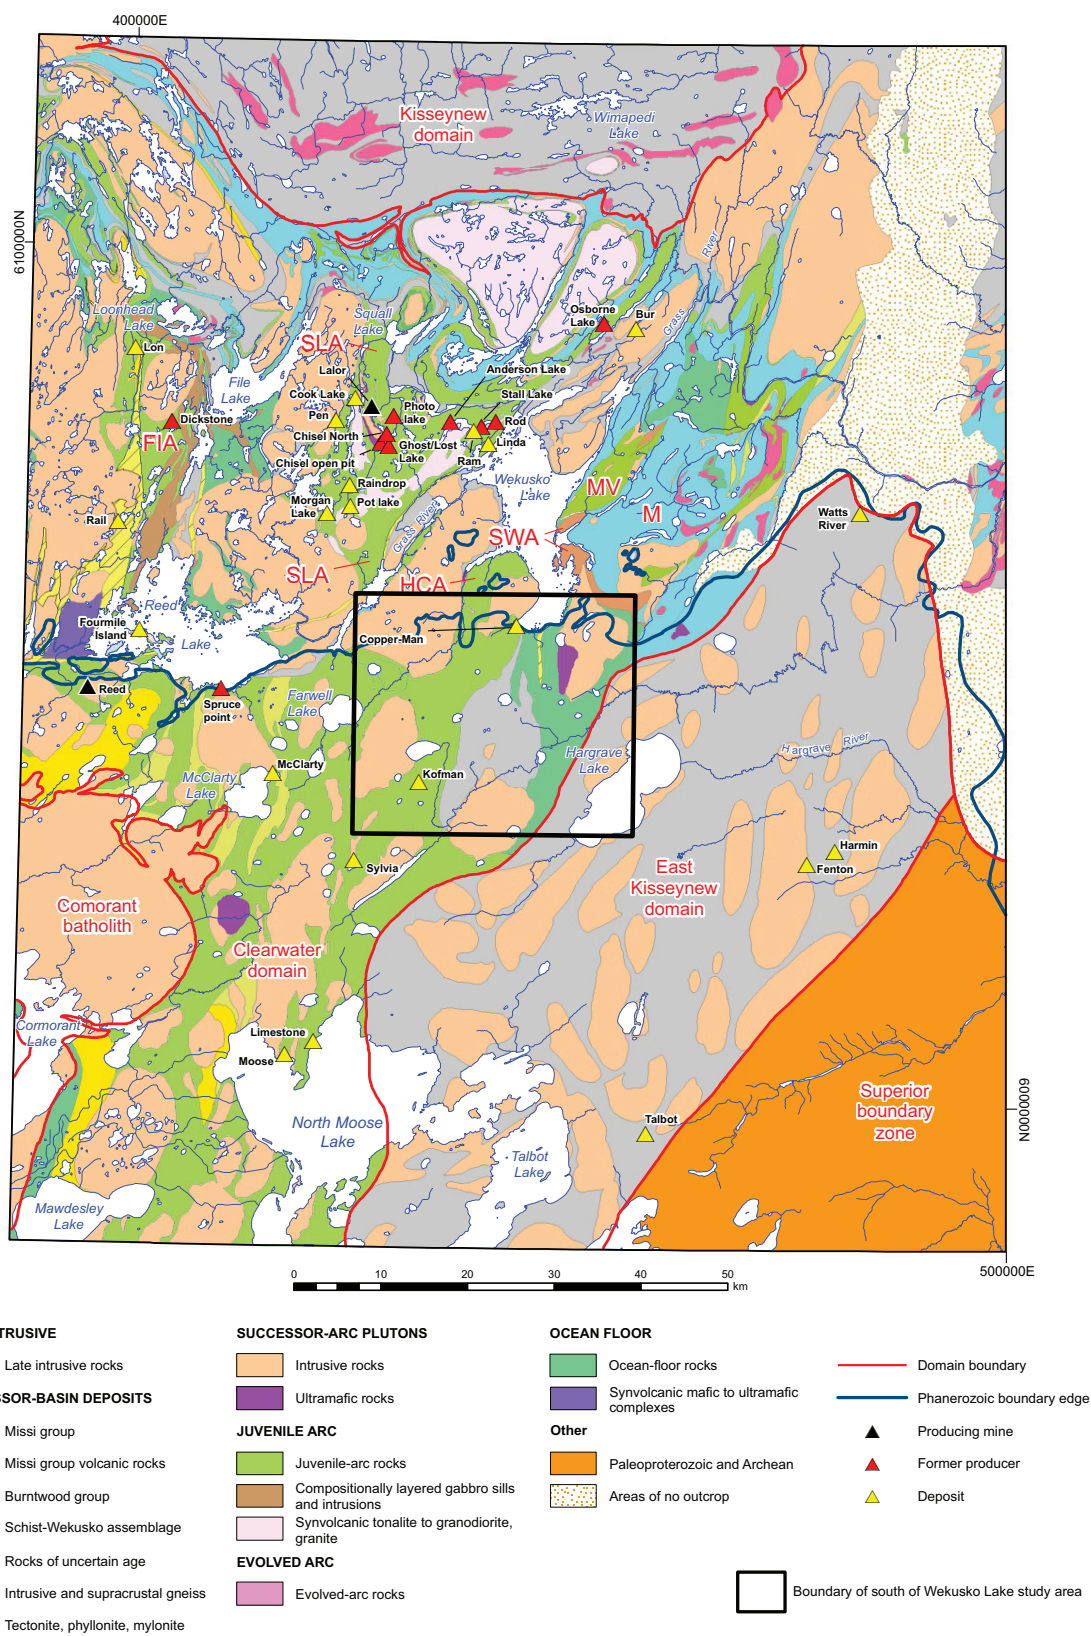 400000E
6100000N
Kisseynew
domain
Wimapedi
Lake
River
Grass
Loonhead
Lake
Lon
Squall
Lake
SLA
Osborne
Lake
Bur
Lalor
Anderson Lake
File
Lake
Cook Lake
Stall Lake
Photo
lake
Pen
Dickstone
Rod
FIA
Chisel North
Ghost/Lost
Lake
Linda
Chisel open pit
Ram
Raindrop
Wekusko
Lake
MV
Morgan
Lake
Pot lake
M
Watts
River
Rail
Grass River
SWA
SLA
HCA
Reed
Lake
Fourmile
Island
Copper-Man
Reed
Spruce
point
Farwell
Lake
Hargrave
Lake
Hargrave River
McClarty
McClarty
Lake
Kofman
Harmin
Fenton
Sylvia
East
Kisseynew
domain
Comorant
batholith
Clearwater
domain
Cormorant
Lake
Limestone
Moose
Superior
boundary
zone
6000000N
North Moose
Lake
Talbot
Talbot
Lake
Mawdesley
Lake
500000E
0 10 20 30 40 50
km
TRUSIVE
Late intrusive rocks
SSOR-BASIN DEPOSITS
Missi group
Missi group volcanic rocks
Burntwood group
Schist-Wekusko assemblage
Rocks of uncertain age
Intrusive and supracrustal gneiss
Tectonite, phyllonite, mylonite
SUCCESSOR-ARC PLUTONS
Intrusive rocks
Ultramafic rocks
JUVENILE ARC
Juvenile-arc rocks
Compositionally layered gabbro sills
and intrusions
Synvolcanic tonalite to granodiorite,
granite
EVOLVED ARC
Evolved-arc rocks
OCEAN FLOOR
Ocean-floor rocks
Synvolcanic mafic to ultramafic
complexes
Other
Paleoproterozoic and Archean
Areas of no outcrop
Domain boundary
Phanerozoic boundary edge
Producing mine
Former producer
Deposit
Boundary of south of Wekusko Lake study area